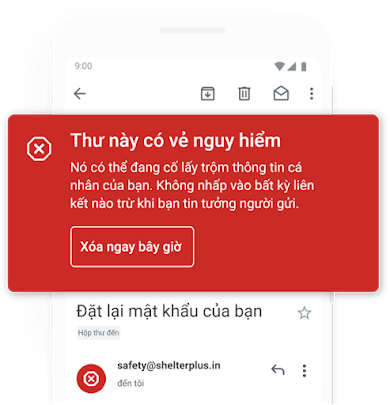 9:00
Thư này có vẻ nguy hiểm
Nó có thể đang cố lấy trộm thông tin cá
nhân của bạn. Không nhấp vào bất kỳ liên
kết nào trừ khi bạn tin tưởng người gửi.
Xóa ngay bây giờ
Đặt lại mật khẩu của bạn
Hộp thư đến
safety@shelterplus.in
đến tôi